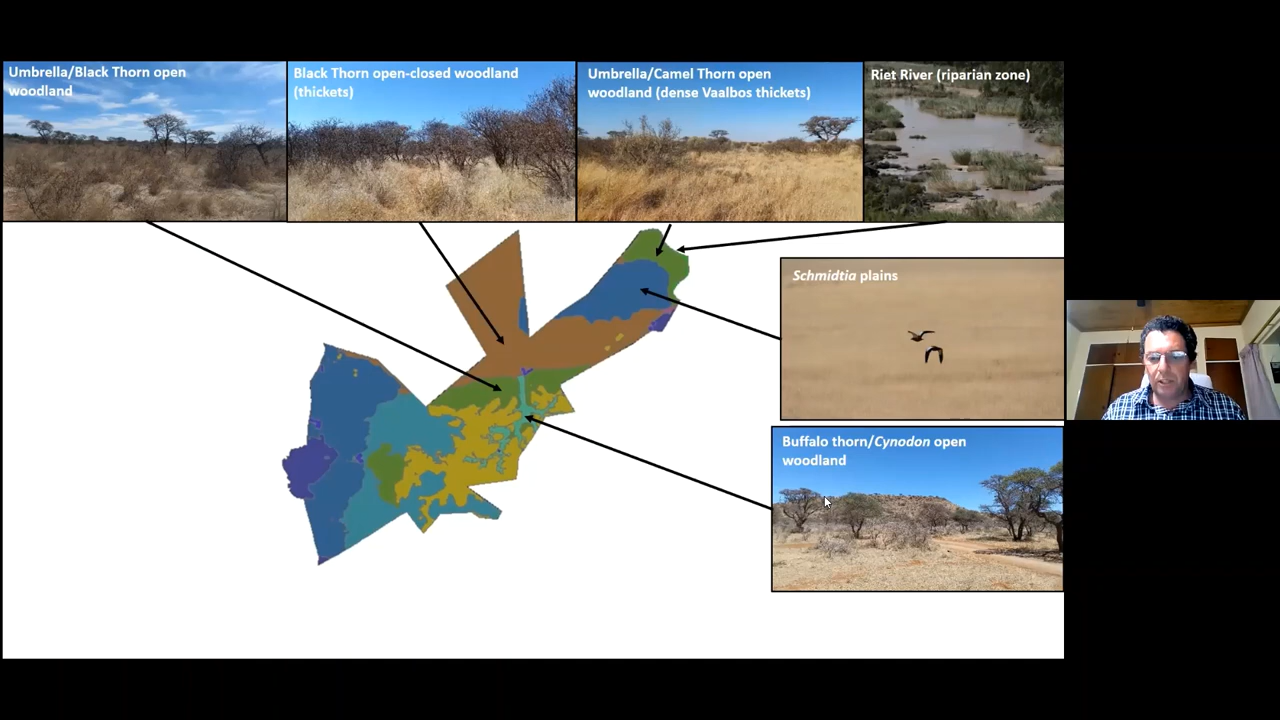 Umbrella/Black Thorn open
woodland
Black Thorn open-closed woodland
(thickets)
Umbrella/Camel Thorn open
woodland (dense Vaalbos thickets)
Riet River (riparian zone)
Schmidtia plains
Buffalo thorn/Cynodon open
woodland